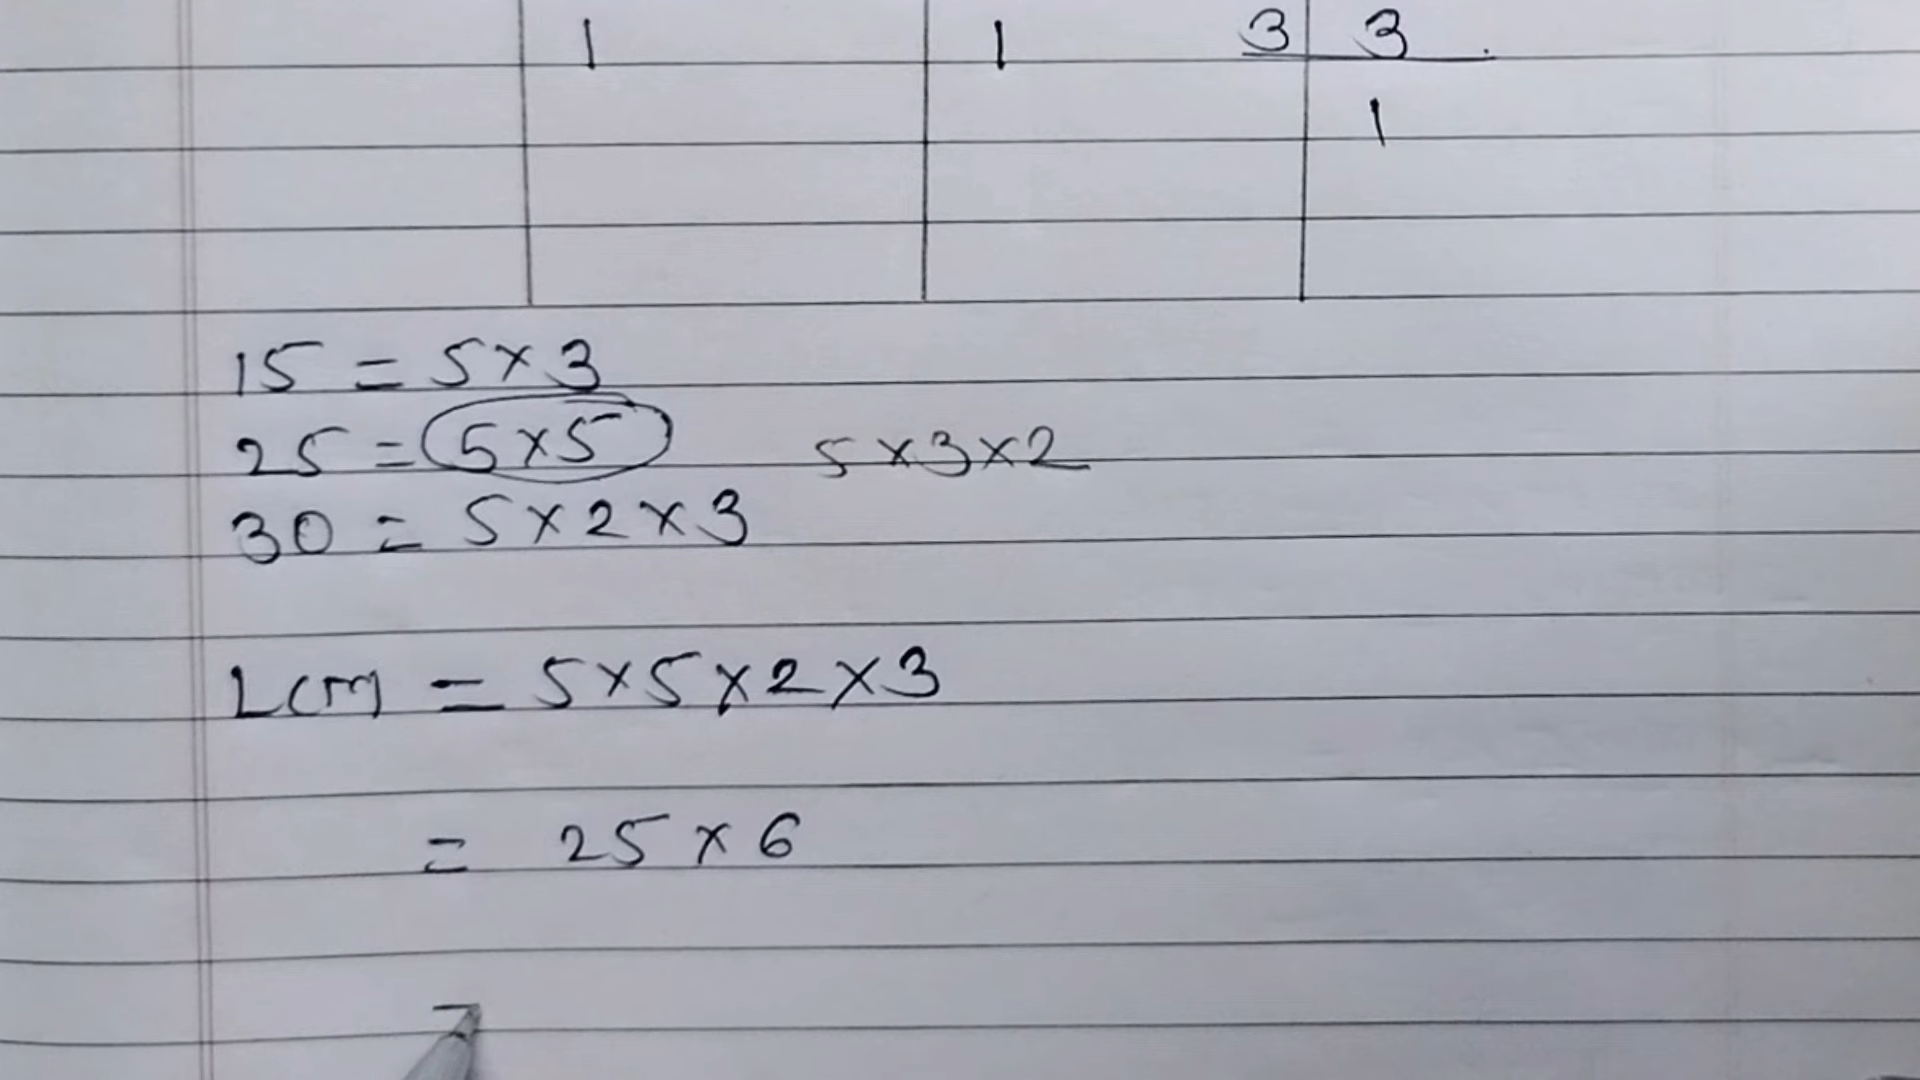 1 1 3 3
1
15 = 5 × 3
25 = 5 × 5 5 × 3 × 2
30 = 5 × 2 × 3
LCM = 5 × 5 × 2 × 3
= 25 × 6